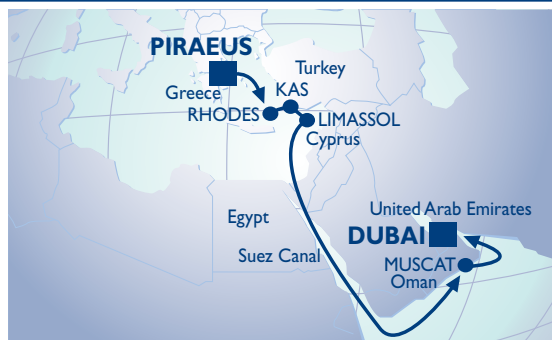 PIRAEUS
Turkey
Greece
KAS
RHODES
LIMASSOL
Cyprus
Egypt
United Arab Emirates
DUBAI
Suez Canal
MUSCAT
Oman